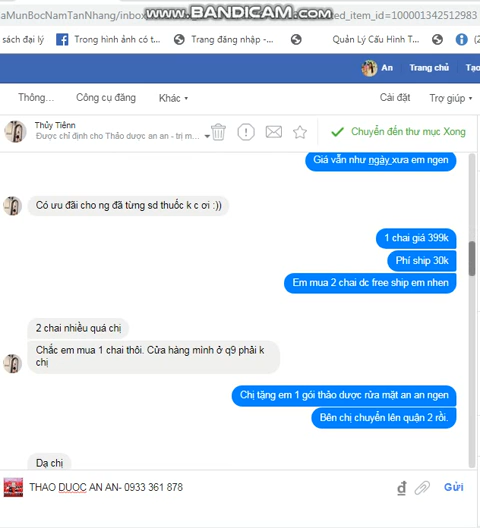 aMunBocNamTanNhang/inbox
www.BANDICAM.com
ted_item_id=100001342512983
sách đại lý
Trong hình ảnh có t...
Trang đăng nhập -...
Quản Lý Cấu Hình T...
An
Trang chủ
Tạo
Thông...
Công cụ đăng
Khác
Cài đặt
Trợ giúp
Thủy Tiênn
Được chỉ định cho Thảo dược an an - trị m...
Chuyển đến thư mục Xong
Giá vẫn như ngày xưa em ngen
Có ưu đãi cho ng đã từng sd thuốc k c ơi :))
1 chai giá 399k
Phí ship 30k
Em mua 2 chai dc free ship em nhen
2 chai nhiều quá chị
Chắc em mua 1 chai thôi. Cửa hàng mình ở q9 phải k
chị
Chị tặng em 1 gói thảo dược rửa mặt an an ngen
Bên chị chuyển lên quận 2 rồi.
Dạ chị
THAO DUOC AN AN- 0933 361 878
đ
Gửi